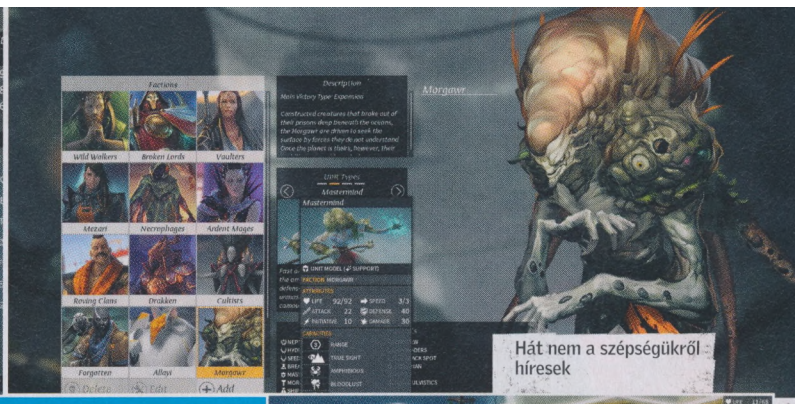 Factions
Wild Walkers
Broken Lords
Vaulters
Mezari
Necrophages
Ardent Mages
Roving Clans
Drakken
Cultists
Forgotten
Allayi
Morgawr
Delete
Edit
Add
Description
Main Victory Type: Expansion
Constructed creatures that broke out of
their prisons deep beneath the oceans,
the Morgawr are driven to seek the
surface by forces they do not understand
Once the planet is theirs, however, their
Unit Types
Mastermind
Mastermind
UNIT MODEL ( SUPPORT)
FACTION MORGAWR
ATTRIBUTES
LIFE 92/92 SPEED 3/3
ATTACK 22 DEFENSE 40
INITIATIVE 10 DAMAGE 30
CAPACITIES
RANGE
TRUE SIGHT
AMPHIBIOUS
BLOODLUST
Morgawr
Hát nem a szépségükről
híresek
LIFE